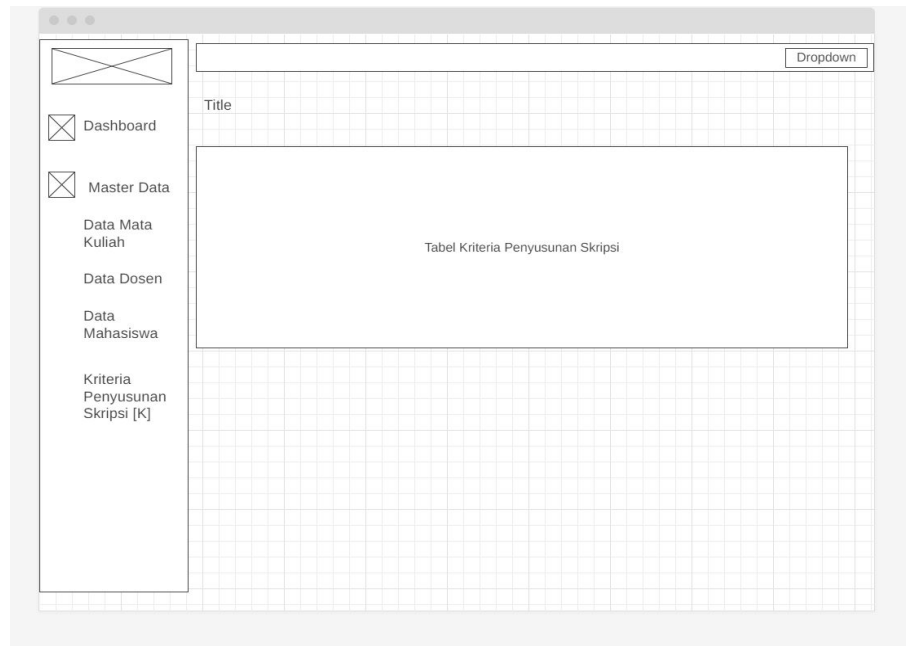 Dropdown
Title
Dashboard
Master Data
Data Mata
Kuliah
Data Dosen
Data
Mahasiswa
Kriteria
Penyusunan
Skripsi [K]
Tabel Kriteria Penyusunan Skripsi